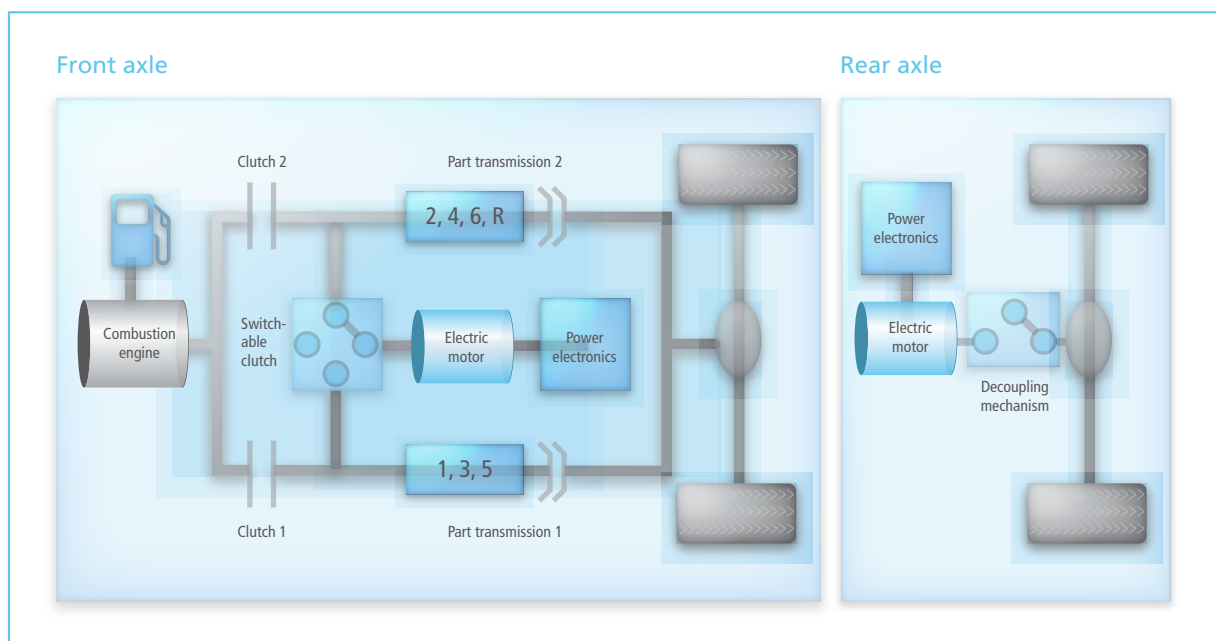 Front axle
Rear axle
Clutch 2
Part transmission 2
2, 4, 6, R
Power
electronics
Combustion
engine
Switch-
able
clutch
Electric
motor
Power
electronics
Electric
motor
Decoupling
mechanism
1, 3, 5
Clutch 1
Part transmission 1